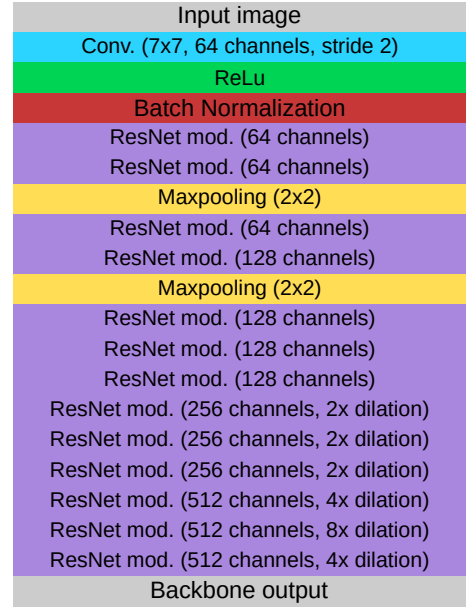 Input image
Conv. (7x7, 64 channels, stride 2)
ReLu
Batch Normalization
ResNet mod. (64 channels)
ResNet mod. (64 channels)
Maxpooling (2x2)
ResNet mod. (64 channels)
ResNet mod. (128 channels)
Maxpooling (2x2)
ResNet mod. (128 channels)
ResNet mod. (128 channels)
ResNet mod. (128 channels)
ResNet mod. (256 channels, 2x dilation)
ResNet mod. (256 channels, 2x dilation)
ResNet mod. (256 channels, 2x dilation)
ResNet mod. (512 channels, 4x dilation)
ResNet mod. (512 channels, 8x dilation)
ResNet mod. (512 channels, 4x dilation)
Backbone output